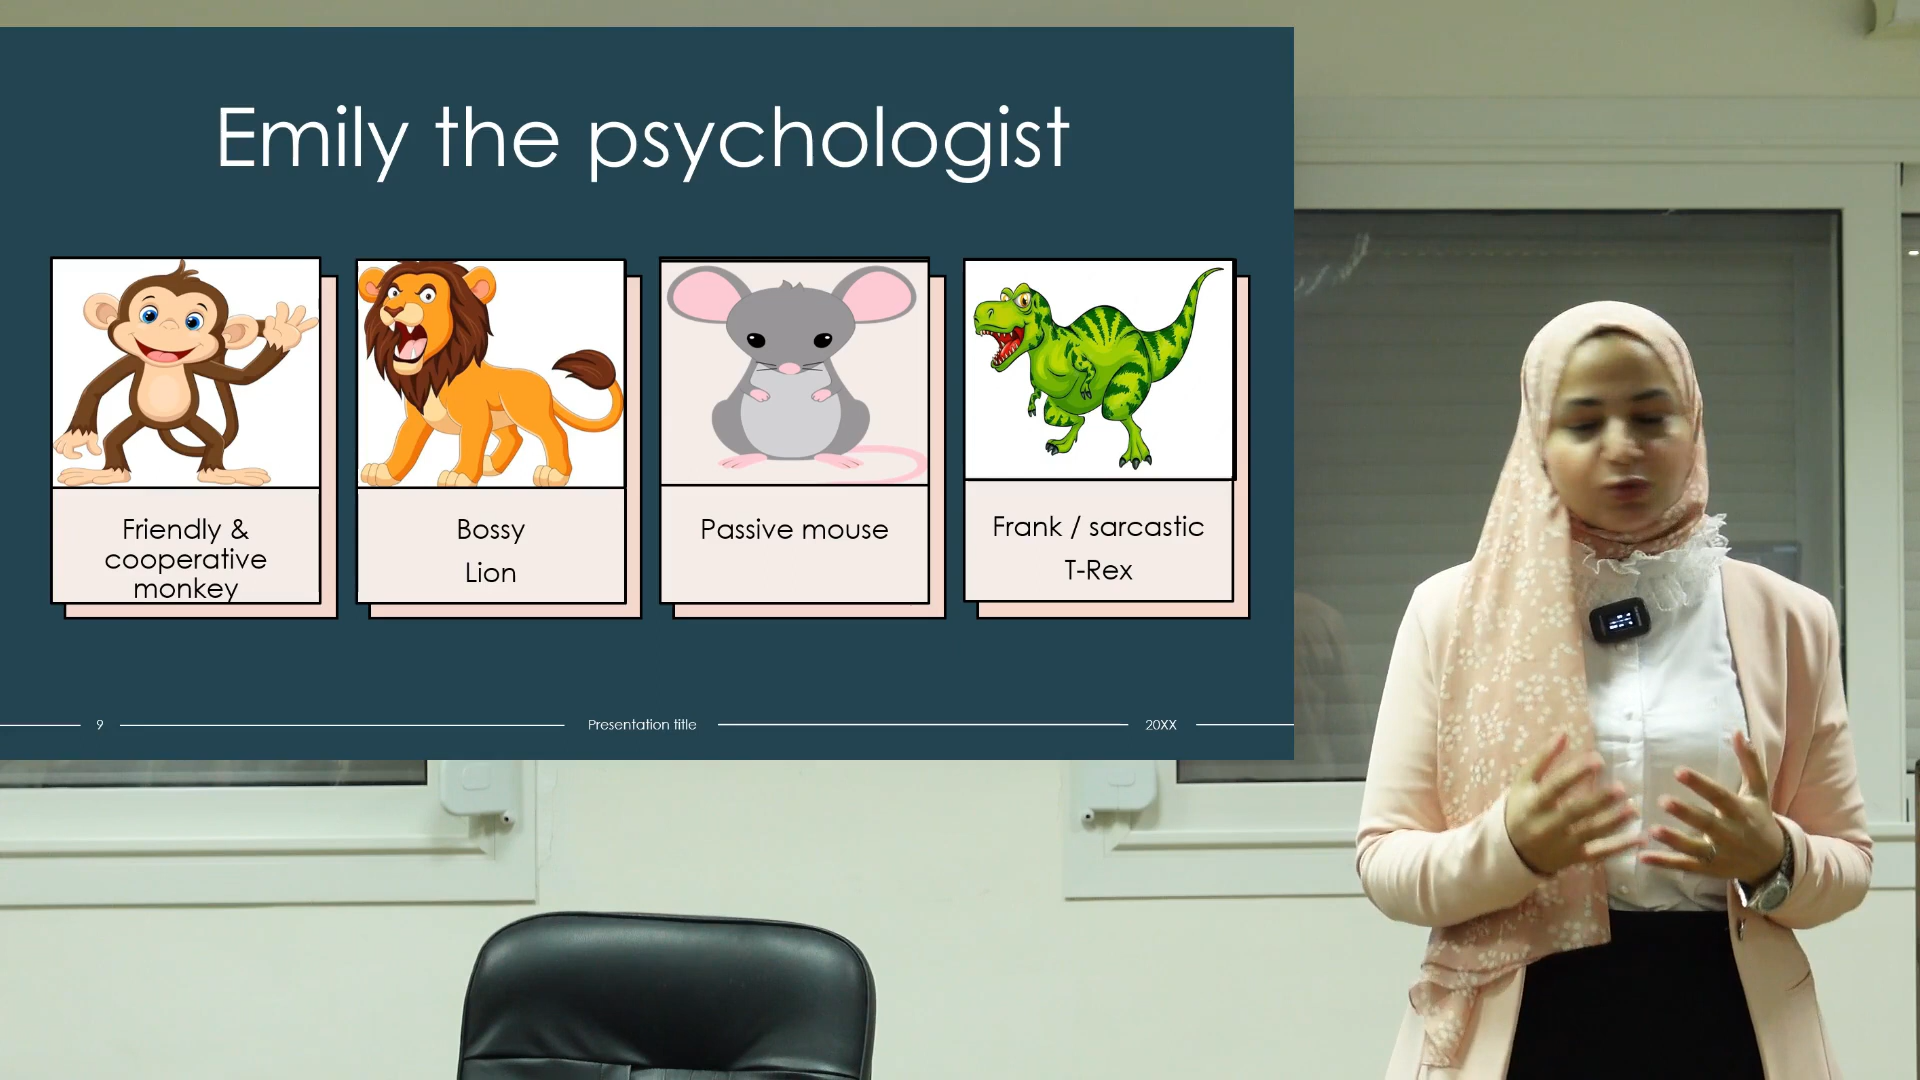 Emily the psychologist
Friendly &
cooperative
monkey
Bossy
Lion
Passive mouse
Frank / sarcastic
T-Rex
9
Presentation title
20XX